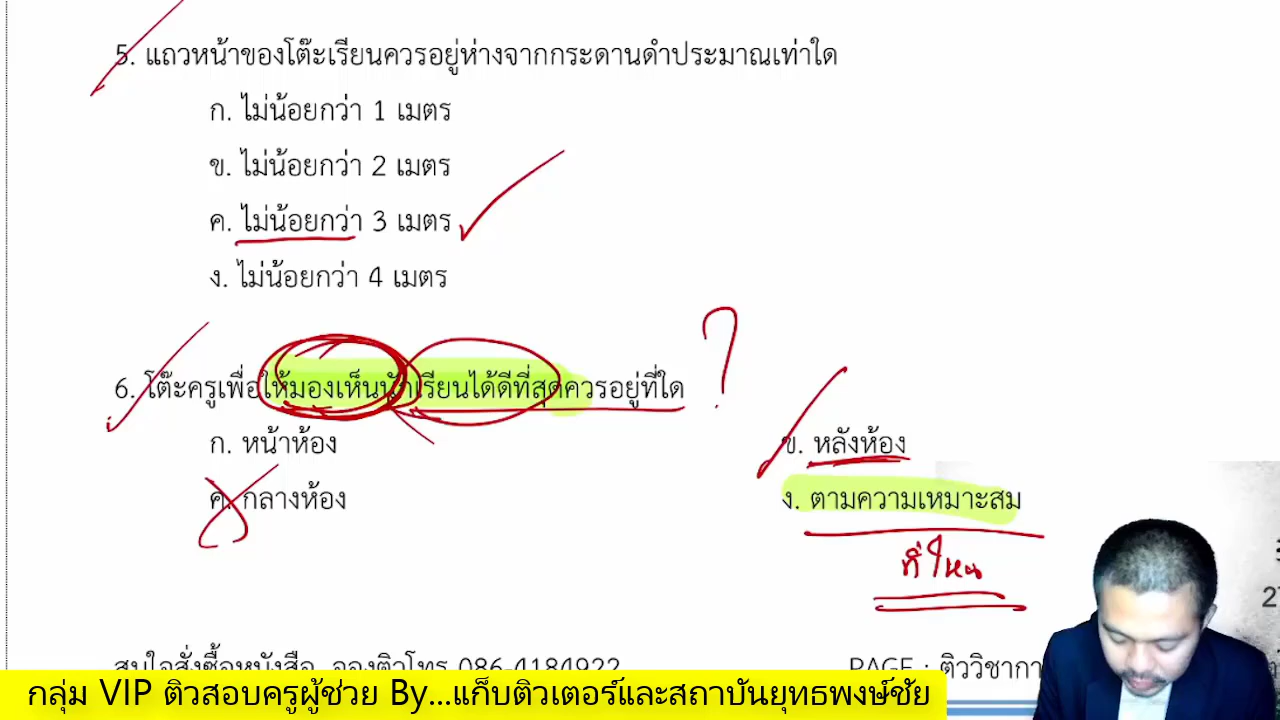 5. แถวหน้าของโต๊ะเรียนควรอยู่ห่างจากกระดานดำประมาณเท่าใด
ก. ไม่น้อยกว่า 1 เมตร
ข. ไม่น้อยกว่า 2 เมตร
ค. ไม่น้อยกว่า 3 เมตร
ง. ไม่น้อยกว่า 4 เมตร
6. โต๊ะครูเพื่อให้มองเห็นนักเรียนได้ดีที่สุดควรอยู่ที่ใด ?
ก. หน้าห้อง ข. หลังห้อง
ค. กลางห้อง ง. ตามความเหมาะสม
ที่ไหน
สนใจสั่งซื้อหนังสือ จองติวโทร 086-4184922 PAGE : ติววิชากา
กลุ่ม VIP ติวสอบครูผู้ช่วย By...แก็บติวเตอร์และสถาบันยุทธพงษ์ชัย